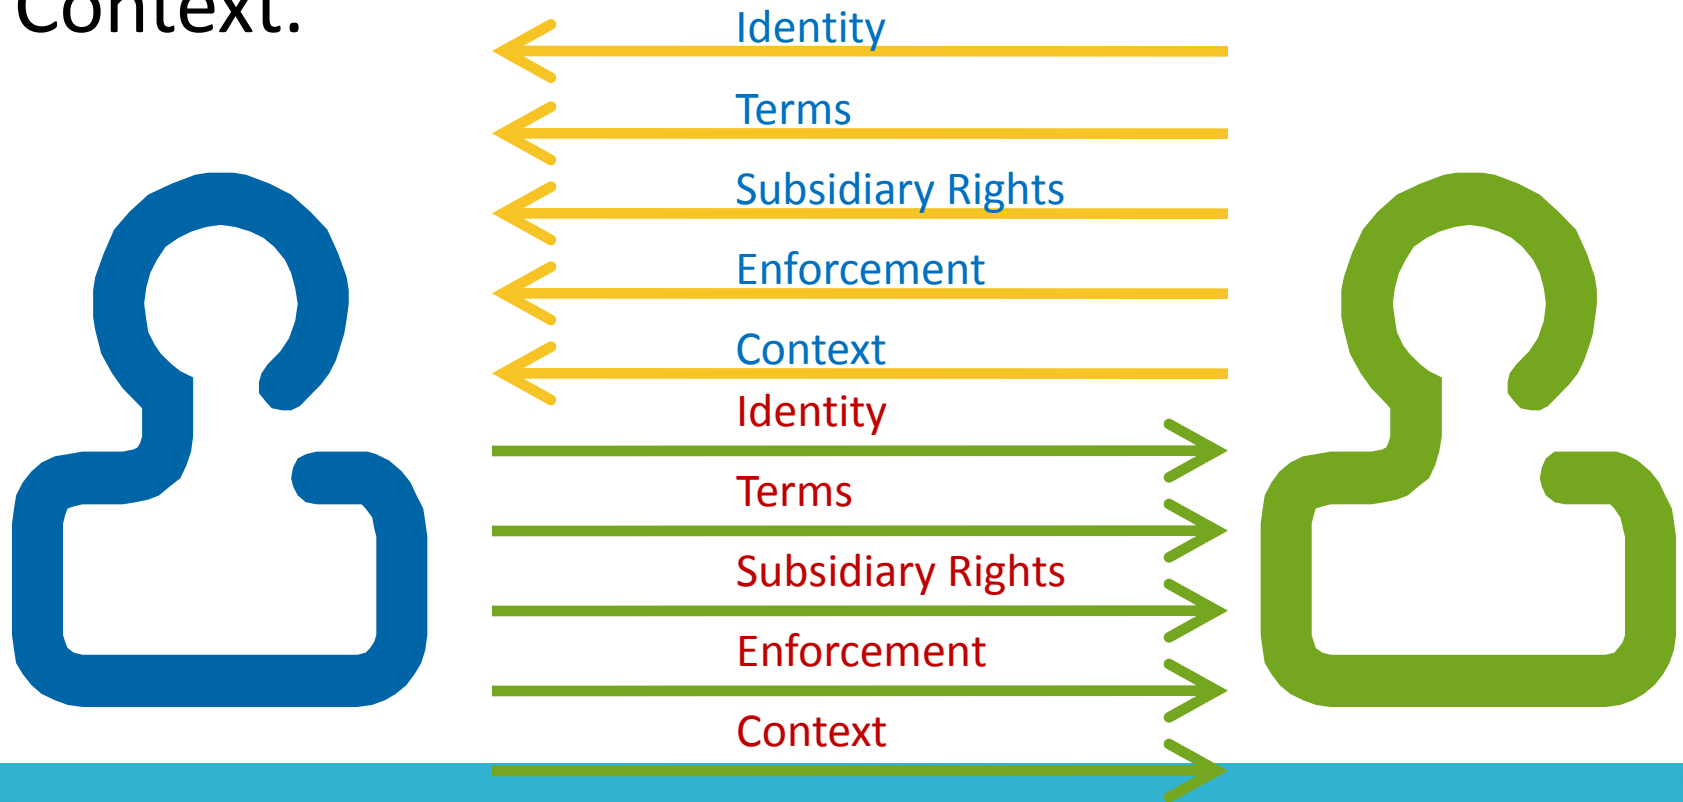 Context.
Identity
Terms
Subsidiary Rights
Enforcement
Context
Identity
Terms
Subsidiary Rights
Enforcement
Context